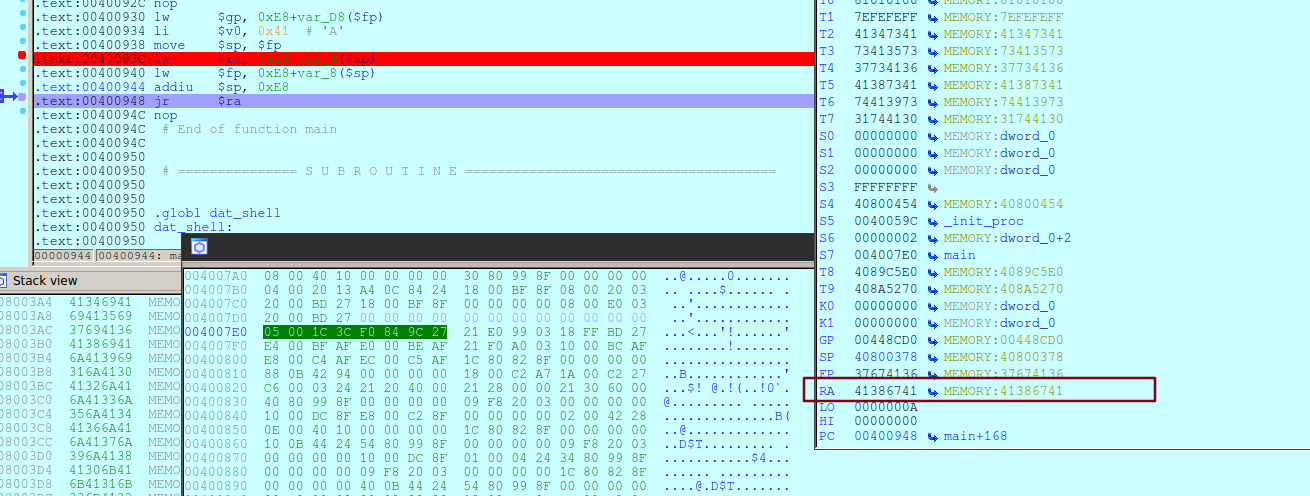 .text:0040092C nop
.text:00400930 lw      $gp, 0xE8+var_D8($fp)
.text:00400934 li      $v0, 0x41  # 'A'
.text:00400938 move    $sp, $fp
.text:0040093C lw      $ra, 0xE8+var_4($sp)
.text:00400940 lw      $fp, 0xE8+var_8($sp)
.text:00400944 addiu   $sp, 0xE8
.text:00400948 jr      $ra
.text:0040094C nop
.text:0040094C  # End of function main
.text:0040094C
.text:00400950
.text:00400950  # =============== S U B R O U T I N E =======================================
.text:00400950
.text:00400950
.text:00400950 .globl dat_shell
.text:00400950 dat_shell:
.text:00400950
00000944 00400944: ma
T0 81010100 MEMORY:81010100
T1 7EFEFEFF MEMORY:7EFEFEFF
T2 41347341 MEMORY:41347341
T3 73413573 MEMORY:73413573
T4 37734136 MEMORY:37734136
T5 41387341 MEMORY:41387341
T6 74413973 MEMORY:74413973
T7 31744130 MEMORY:31744130
S0 00000000 MEMORY:dword_0
S1 00000000 MEMORY:dword_0
S2 00000000 MEMORY:dword_0
S3 FFFFFFFF
S4 40800454 MEMORY:40800454
S5 0040059C _init_proc
S6 00000002 MEMORY:dword_0+2
S7 004007E0 main
T8 4089C5E0 MEMORY:4089C5E0
T9 408A5270 MEMORY:408A5270
K0 00000000 MEMORY:dword_0
K1 00000000 MEMORY:dword_0
GP 00448CD0 MEMORY:00448CD0
SP 40800378 MEMORY:40800378
FP 37674136 MEMORY:37674136
RA 41386741 MEMORY:41386741
LO 0000000A
HI 00000000
PC 00400948 main+168
Stack view
08003A4 41346941 MEMO
08003A8 69413569 MEMO
08003AC 37694136 MEMO
08003B0 41386941 MEMO
08003B4 6A413969 MEMO
08003B8 316A4130 MEMO
08003BC 41326A41 MEMO
08003C0 6A41336A MEMO
08003C4 356A4134 MEMO
08003C8 41366A41 MEMO
08003CC 6A41376A MEMO
08003D0 396A4138 MEMO
08003D4 41306B41 MEMO
08003D8 6B41316B MEMO
004007A0 08 00 40 10 00 00 00 00 30 80 99 8F 00 00 00 00 ..@.....0.......
004007B0 04 00 20 13 A4 0C 84 24 18 00 BF 8F 08 00 20 03 .. ....$...... .
004007C0 20 00 BD 27 18 00 BF 8F 00 00 00 00 08 00 E0 03  ..'............
004007D0 20 00 BD 27 00 00 00 00 00 00 00 00 00 00 00 00  ..'............
004007E0 05 00 1C 3C F0 84 9C 27 21 E0 99 03 18 FF BD 27 ...<...'!......'
004007F0 E4 00 BF AF E0 00 BE AF 21 F0 A0 03 10 00 BC AF ........!.......
00400800 E8 00 C4 AF EC 00 C5 AF 1C 80 82 8F 00 00 00 00 ................
00400810 88 0B 42 94 00 00 00 00 18 00 C2 A7 1A 00 C2 27 ..B............'
00400820 C6 00 03 24 21 20 40 00 21 28 00 00 21 30 60 00 ...$! @.!(..!0`.
00400830 40 80 99 8F 00 00 00 00 09 F8 20 03 00 00 00 00 @......... .....
00400840 10 00 DC 8F E8 00 C2 8F 00 00 00 00 02 00 42 28 ..............B(
00400850 0E 00 40 10 00 00 00 00 1C 80 82 8F 00 00 00 00 ..@.............
00400860 10 0B 44 24 54 80 99 8F 00 00 00 00 09 F8 20 03 ..D$T......... .
00400870 00 00 00 00 10 00 DC 8F 01 00 04 24 34 80 99 8F ...........$4...
00400880 00 00 00 00 09 F8 20 03 00 00 00 00 1C 80 82 8F ...... .........
00400890 00 00 00 00 40 0B 44 24 54 80 99 8F 00 00 00 00 ....@.D$T.......